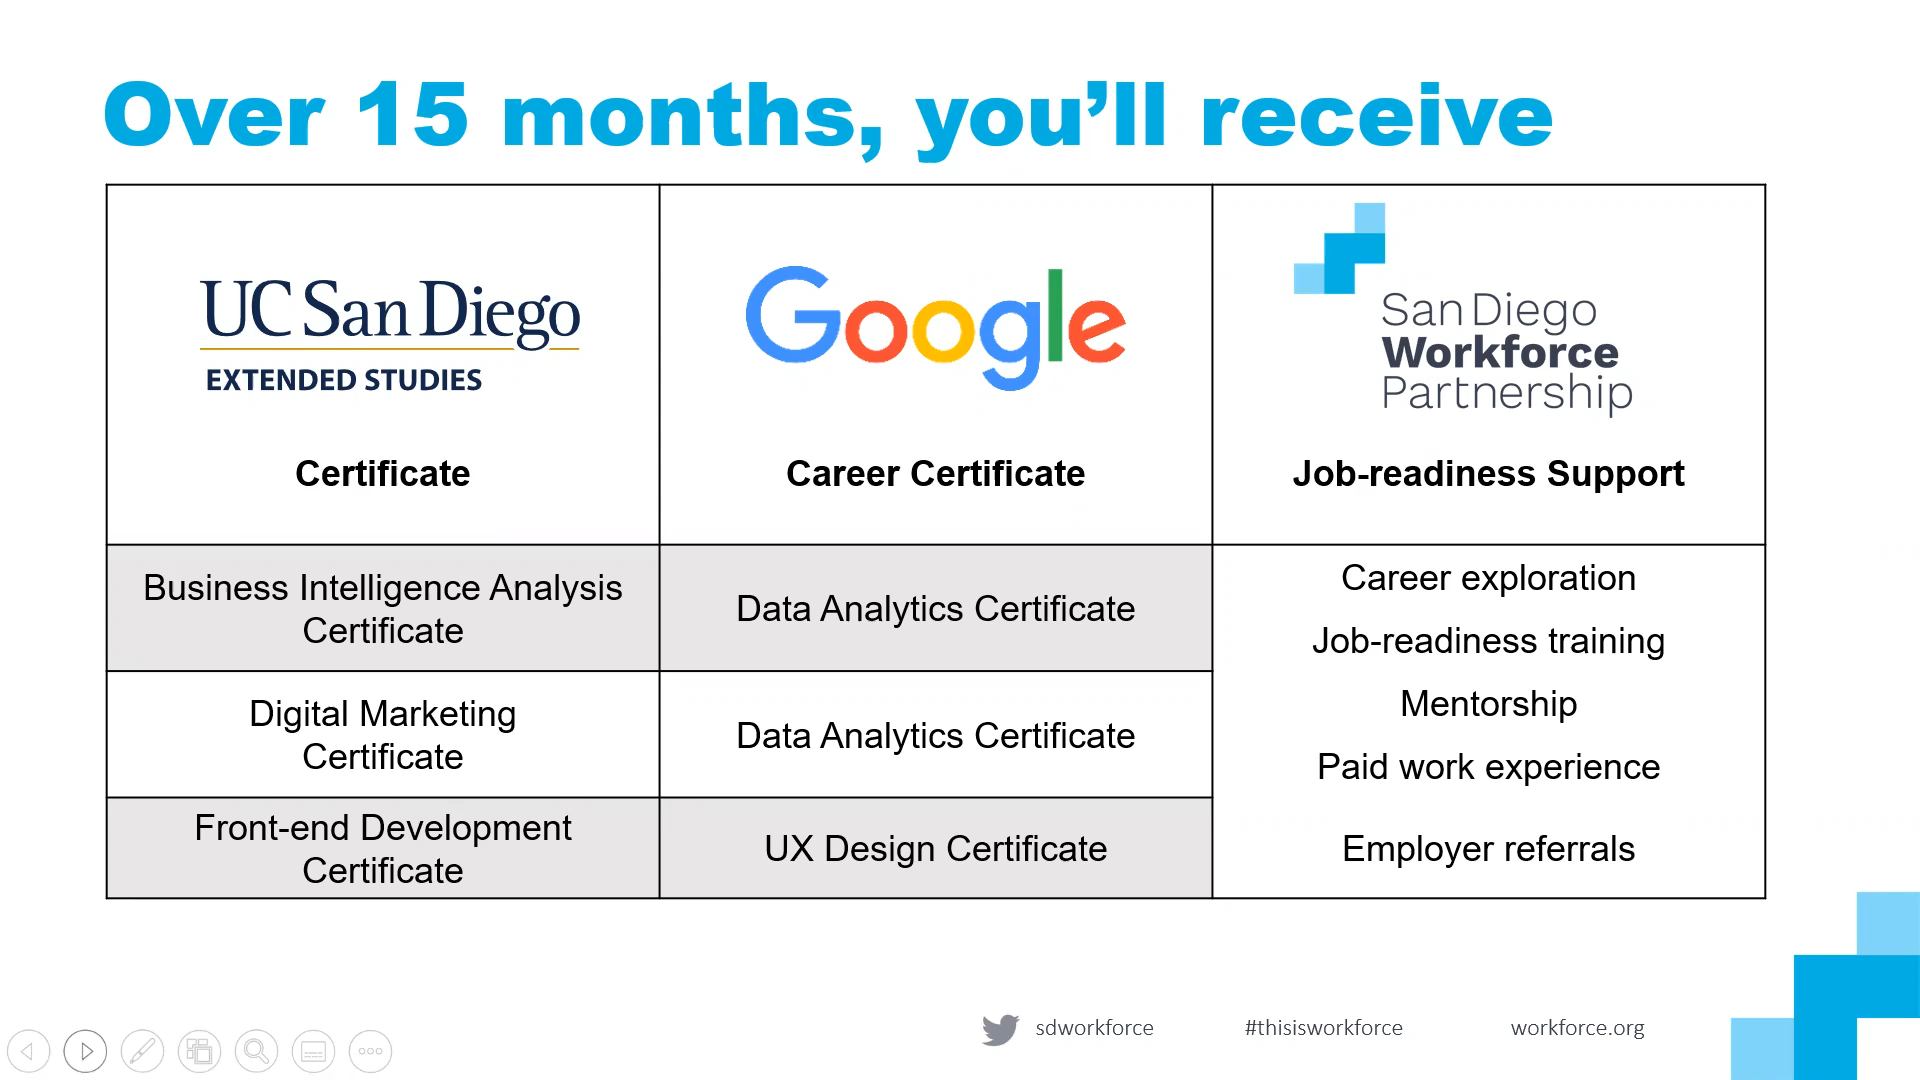 Over 15 months, you’ll receive
UC San Diego
EXTENDED STUDIES
Certificate
Google
Career Certificate
San Diego
Workforce
Partnership
Job-readiness Support
Business Intelligence Analysis
Certificate
Data Analytics Certificate
Digital Marketing
Certificate
Data Analytics Certificate
Front-end Development
Certificate
UX Design Certificate
Career exploration
Job-readiness training
Mentorship
Paid work experience
Employer referrals
sdworkforce
#thisisworkforce
workforce.org